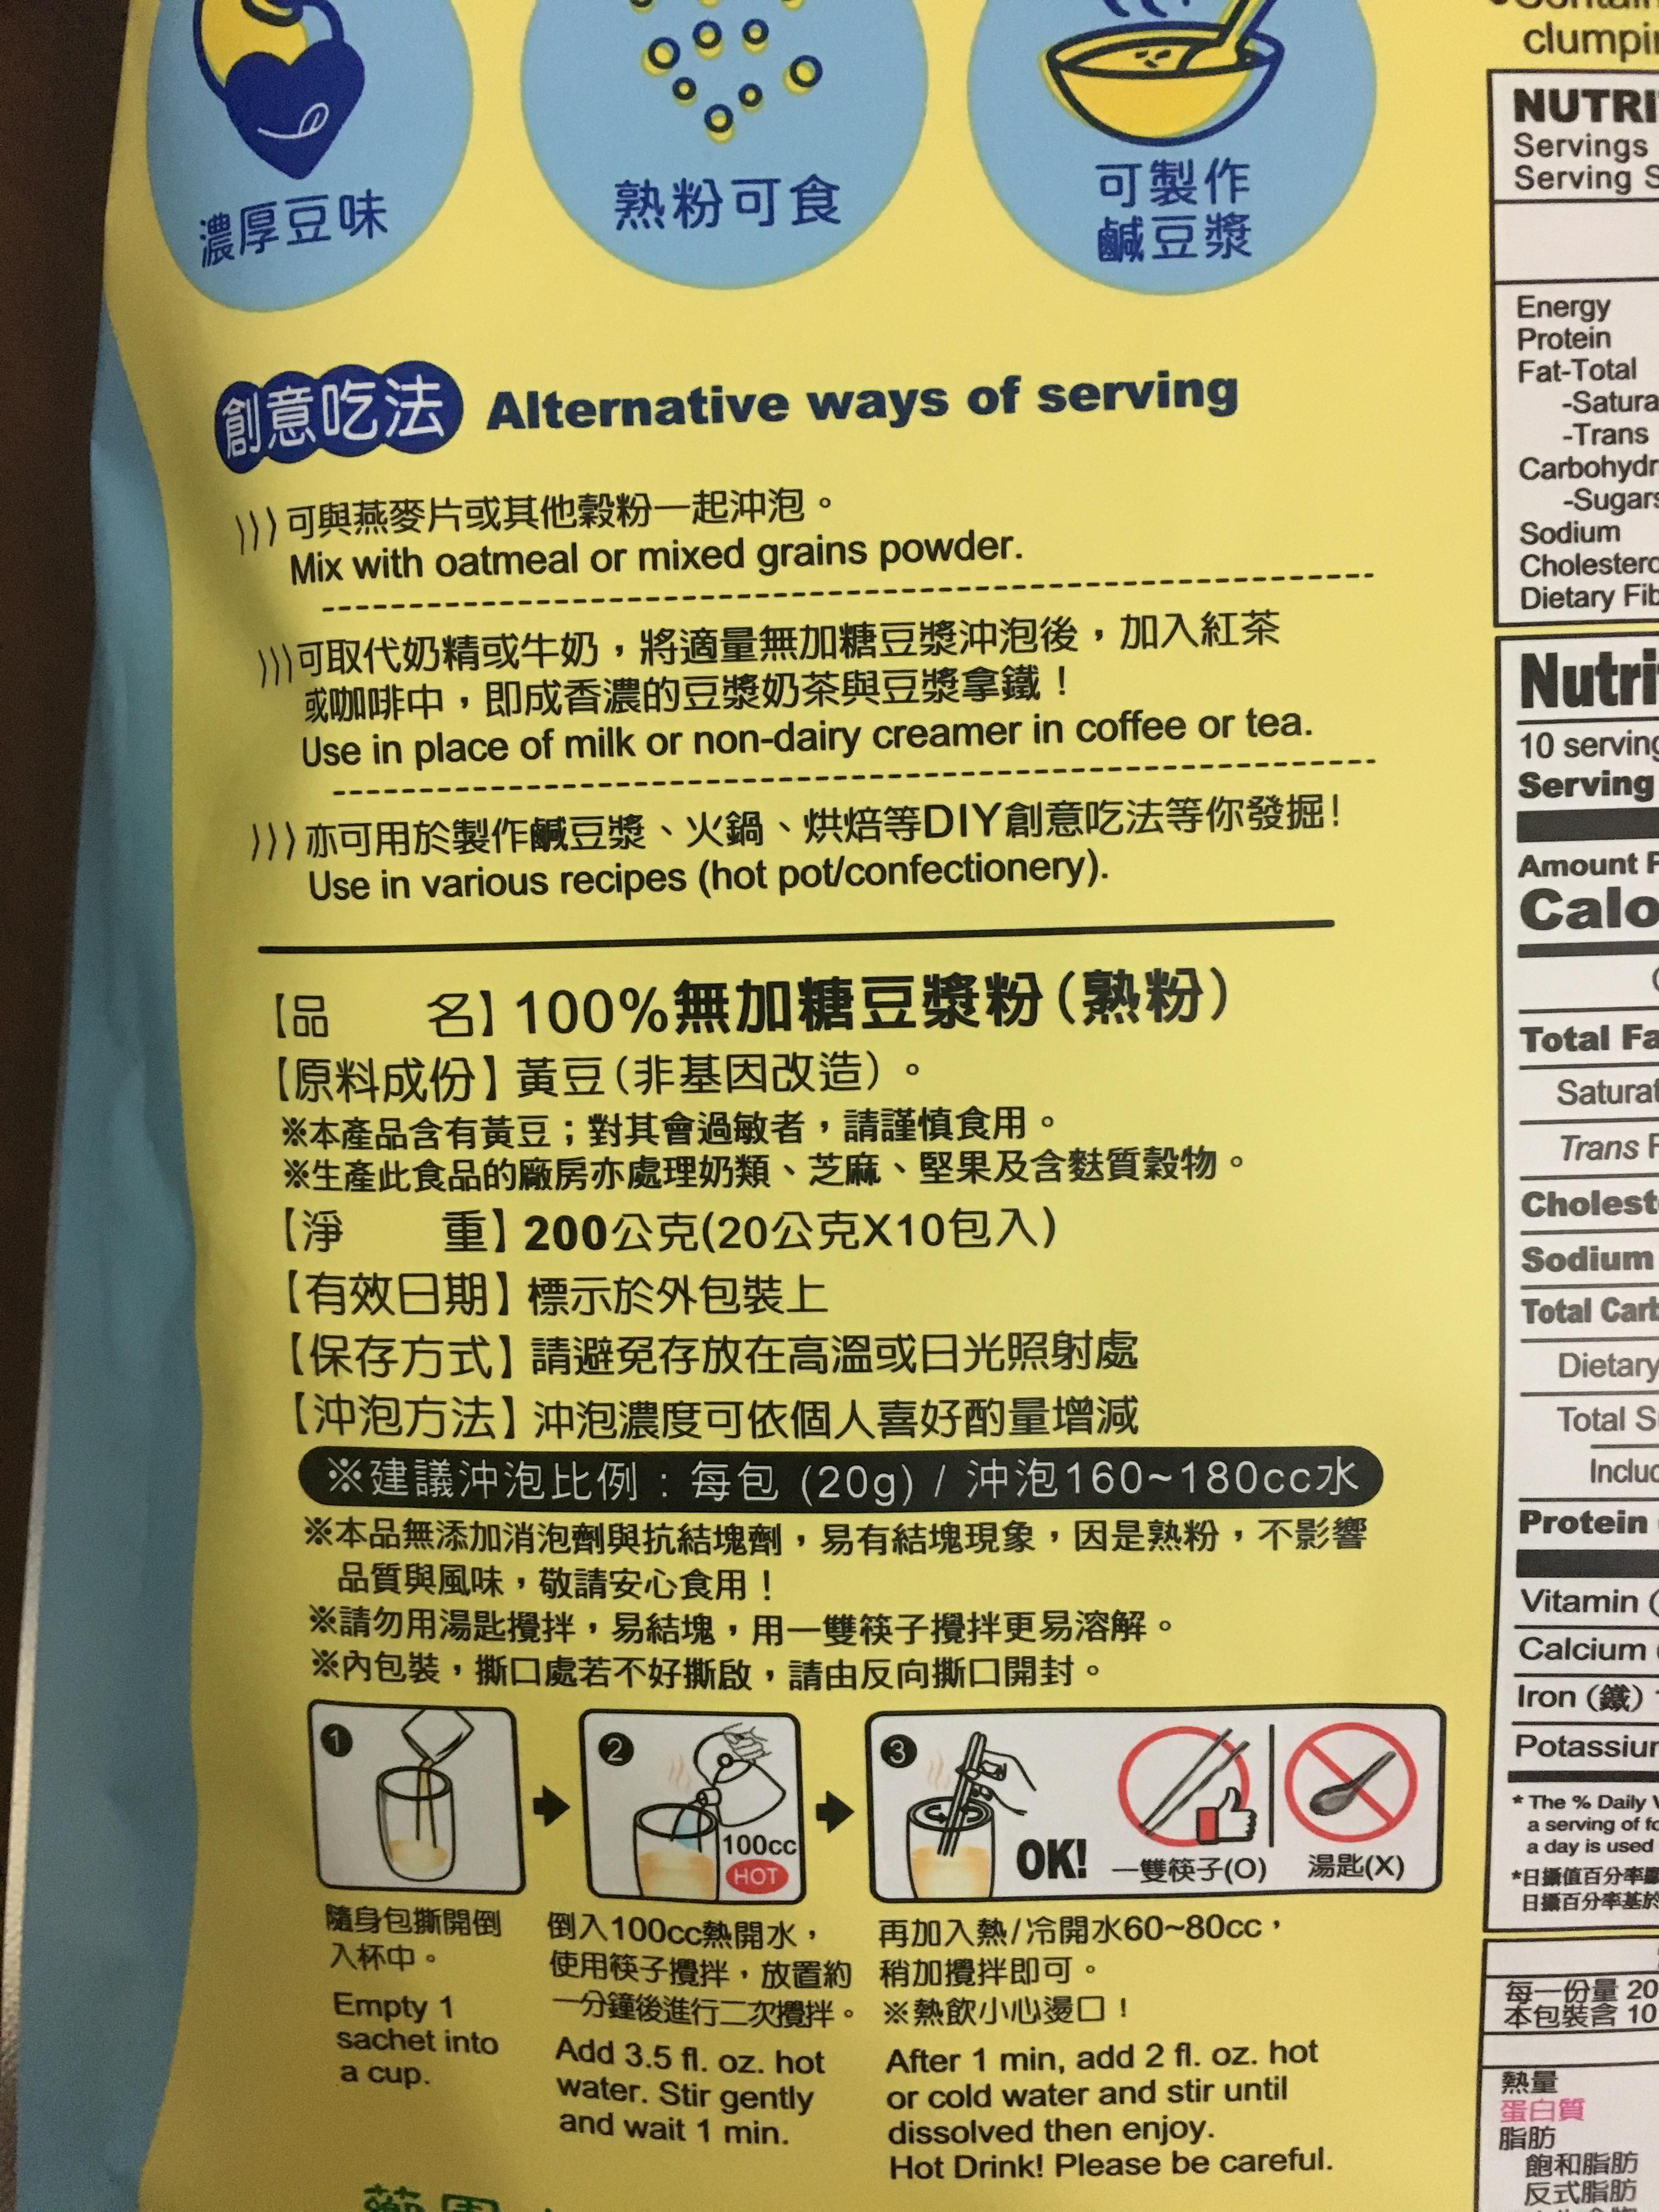 濃厚豆味
熟粉可食
可製作
鹹豆漿
創意吃法 Alternative ways of serving
可與燕麥片或其他穀粉一起沖泡。
Mix with oatmeal or mixed grains powder.
可取代奶精或牛奶，將適量無加糖豆漿沖泡後，加入紅茶
或咖啡中，即成香濃的豆漿奶茶與豆漿拿鐵！
Use in place of milk or non-dairy creamer in coffee or tea.
亦可用於製作鹹豆漿、火鍋、烘焙等DIY創意吃法等你發掘！
Use in various recipes (hot pot/confectionery).
【品 名】100%無加糖豆漿粉（熟粉）
【原料成份】黃豆（非基因改造）。
※本產品含有黃豆；對其會過敏者，請謹慎食用。
※生產此食品的廠房亦處理奶類、芝麻、堅果及含麩質穀物。
【淨 重】200公克(20公克X10包入)
【有效日期】標示於外包裝上
【保存方式】請避免存放在高溫或日光照射處
【沖泡方法】沖泡濃度可依個人喜好酌量增減
※建議沖泡比例：每包 (20g) / 沖泡160~180cc水
※本品無添加消泡劑與抗結塊劑，易有結塊現象，因是熟粉，不影響
品質與風味，敬請安心食用！
※請勿用湯匙攪拌，易結塊，用一雙筷子攪拌更易溶解。
※內包裝，撕口處若不好撕啟，請由反向撕口開封。
1
2
100cc
HOT
3
OK!
一雙筷子(O)
湯匙(X)
隨身包撕開倒
入杯中。
Empty 1
sachet into
a cup.
倒入100cc熱開水，
使用筷子攪拌，放置約
一分鐘後進行二次攪拌。
Add 3.5 fl. oz. hot
water. Stir gently
and wait 1 min.
再加入熱/冷開水60~80cc，
稍加攪拌即可。
※熱飲小心燙口！
After 1 min, add 2 fl. oz. hot
or cold water and stir until
dissolved then enjoy.
Hot Drink! Please be careful.
Servings
Serving
Energy
Protein
Fat-Total
-Trans
Sodium
10
Serving
Amount
Total
Trans
Sodium
Total
Dietary
Total
Protein
Vitamin
Calcium
Iron (鐵)
* The % Daily
a serving of
a day is used
*日攝值百分率
日攝百分率基於
每一份量 20
本包裝含 10
熱量
蛋白質
脂肪
飽和脂肪
反式脂肪